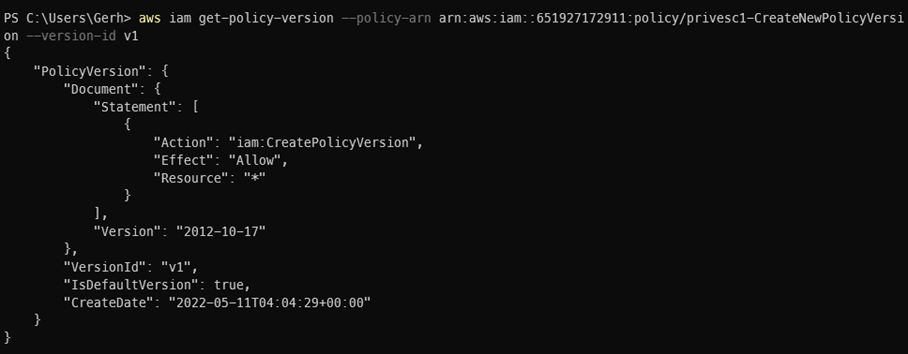 PS C:\Users\Gerh> aws iam get-policy-version --policy-arn arn:aws:iam::651927172911:policy/privesc1-CreateNewPolicyVersi
on --version-id v1
{
    "PolicyVersion": {
        "Document": {
            "Statement": [
                {
                    "Action": "iam:CreatePolicyVersion",
                    "Effect": "Allow",
                    "Resource": "*"
                }
            ],
            "Version": "2012-10-17"
        },
        "VersionId": "v1",
        "IsDefaultVersion": true,
        "CreateDate": "2022-05-11T04:04:29+00:00"
    }
}